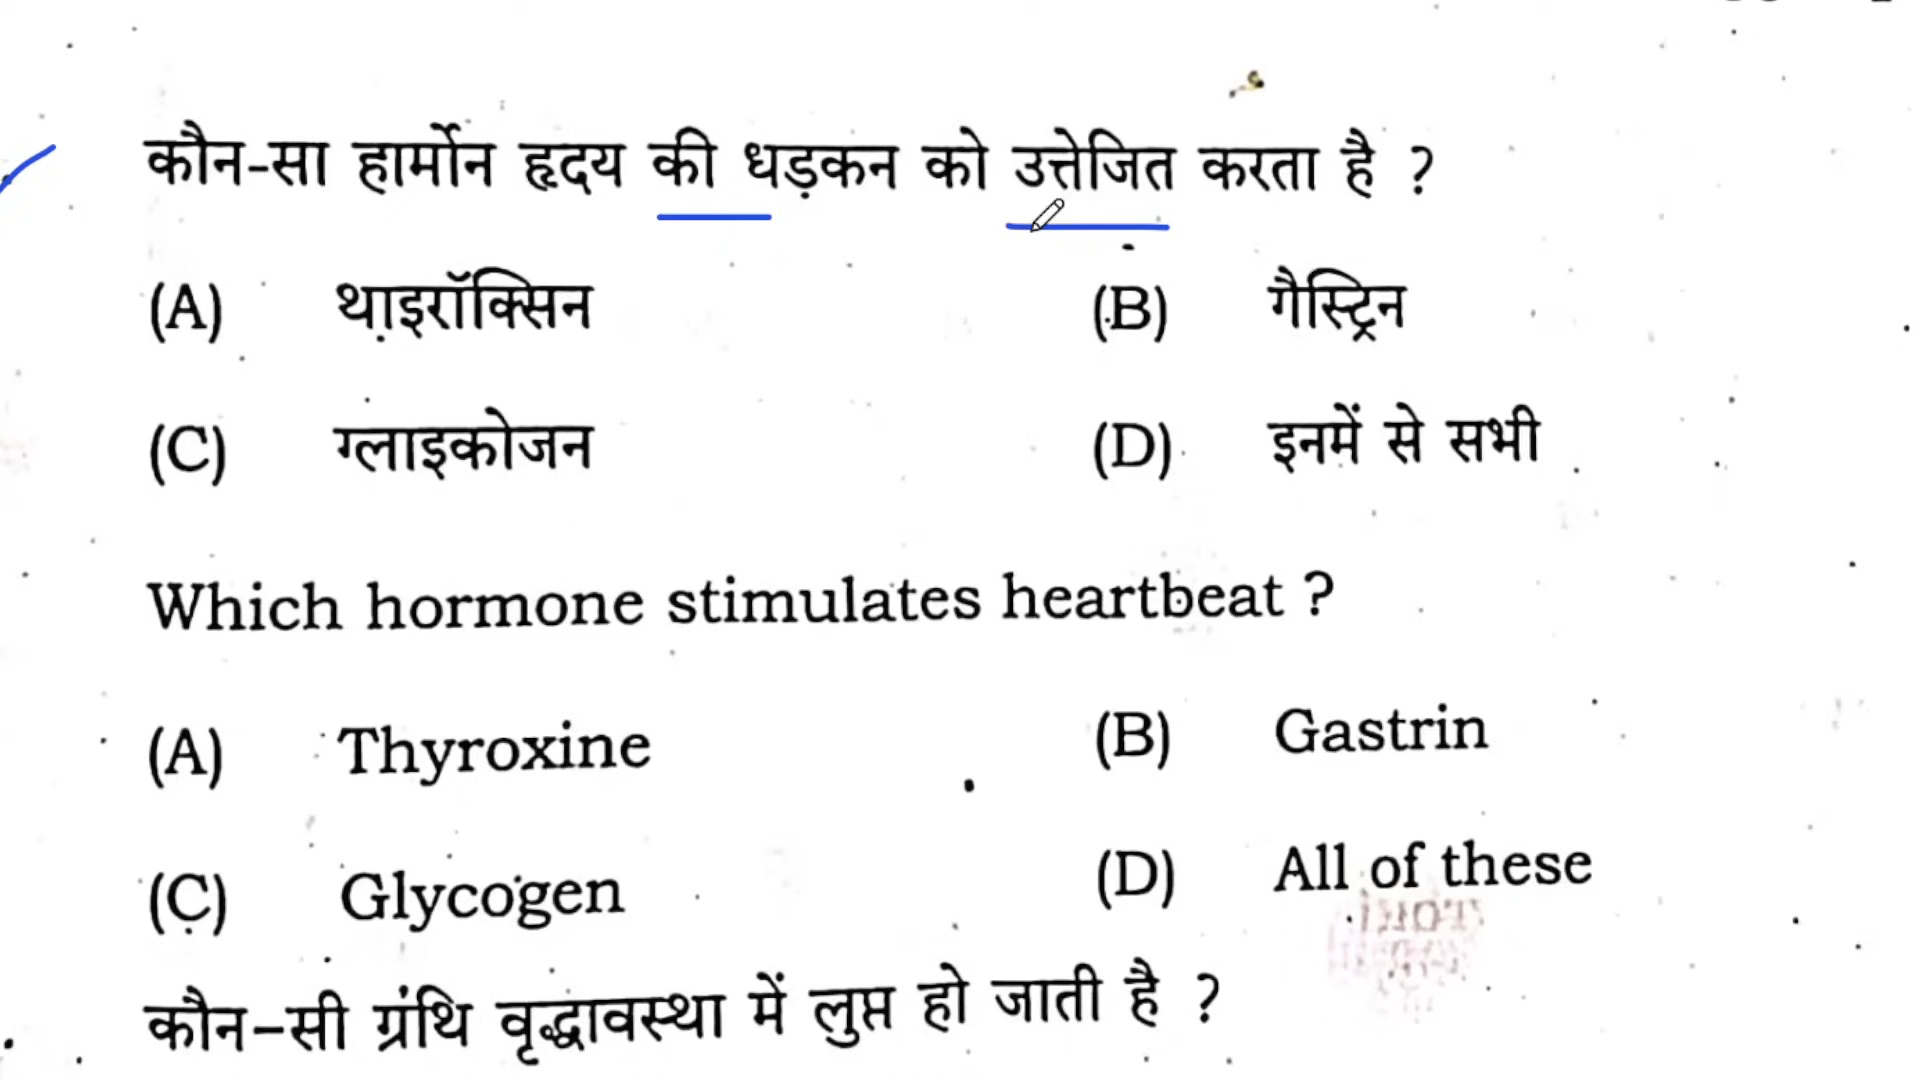 कौन-सा हार्मोन हृदय की धड़कन को उत्तेजित करता है ?
(A) थाइरॉक्सिन (B) गैस्ट्रिन
(C) ग्लाइकोजन (D) इनमें से सभी
Which hormone stimulates heartbeat ?
(A) Thyroxine (B) Gastrin
(C) Glycogen (D) All of these
कौन-सी ग्रंथि वृद्धावस्था में लुप्त हो जाती है ?